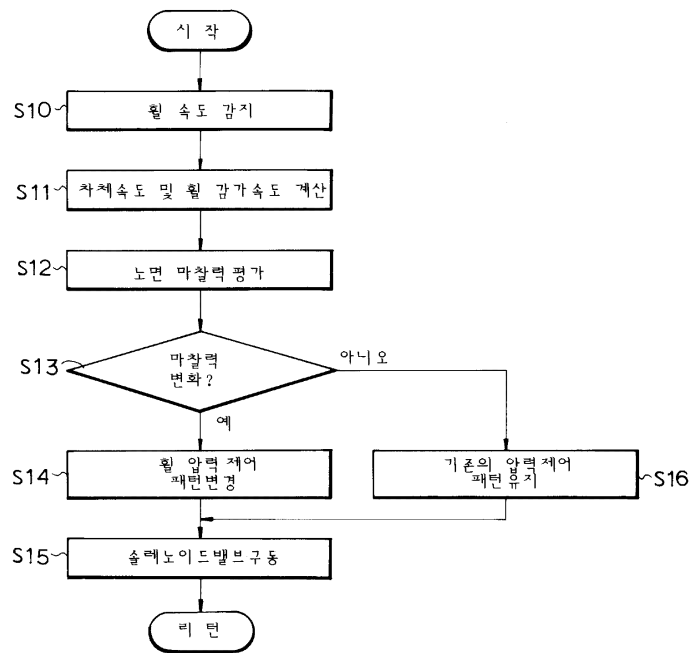 시 작
S10
휠 속도 감지
S11
차체속도 및 휠 감가속도 계산
S12
노면 마찰력 평가
S13
마찰력
변화?
아니오
예
S14
휠 압력 제어
패턴변경
기존의 압력제어
패턴유지
S16
S15
솔레노이드밸브구동
리 턴